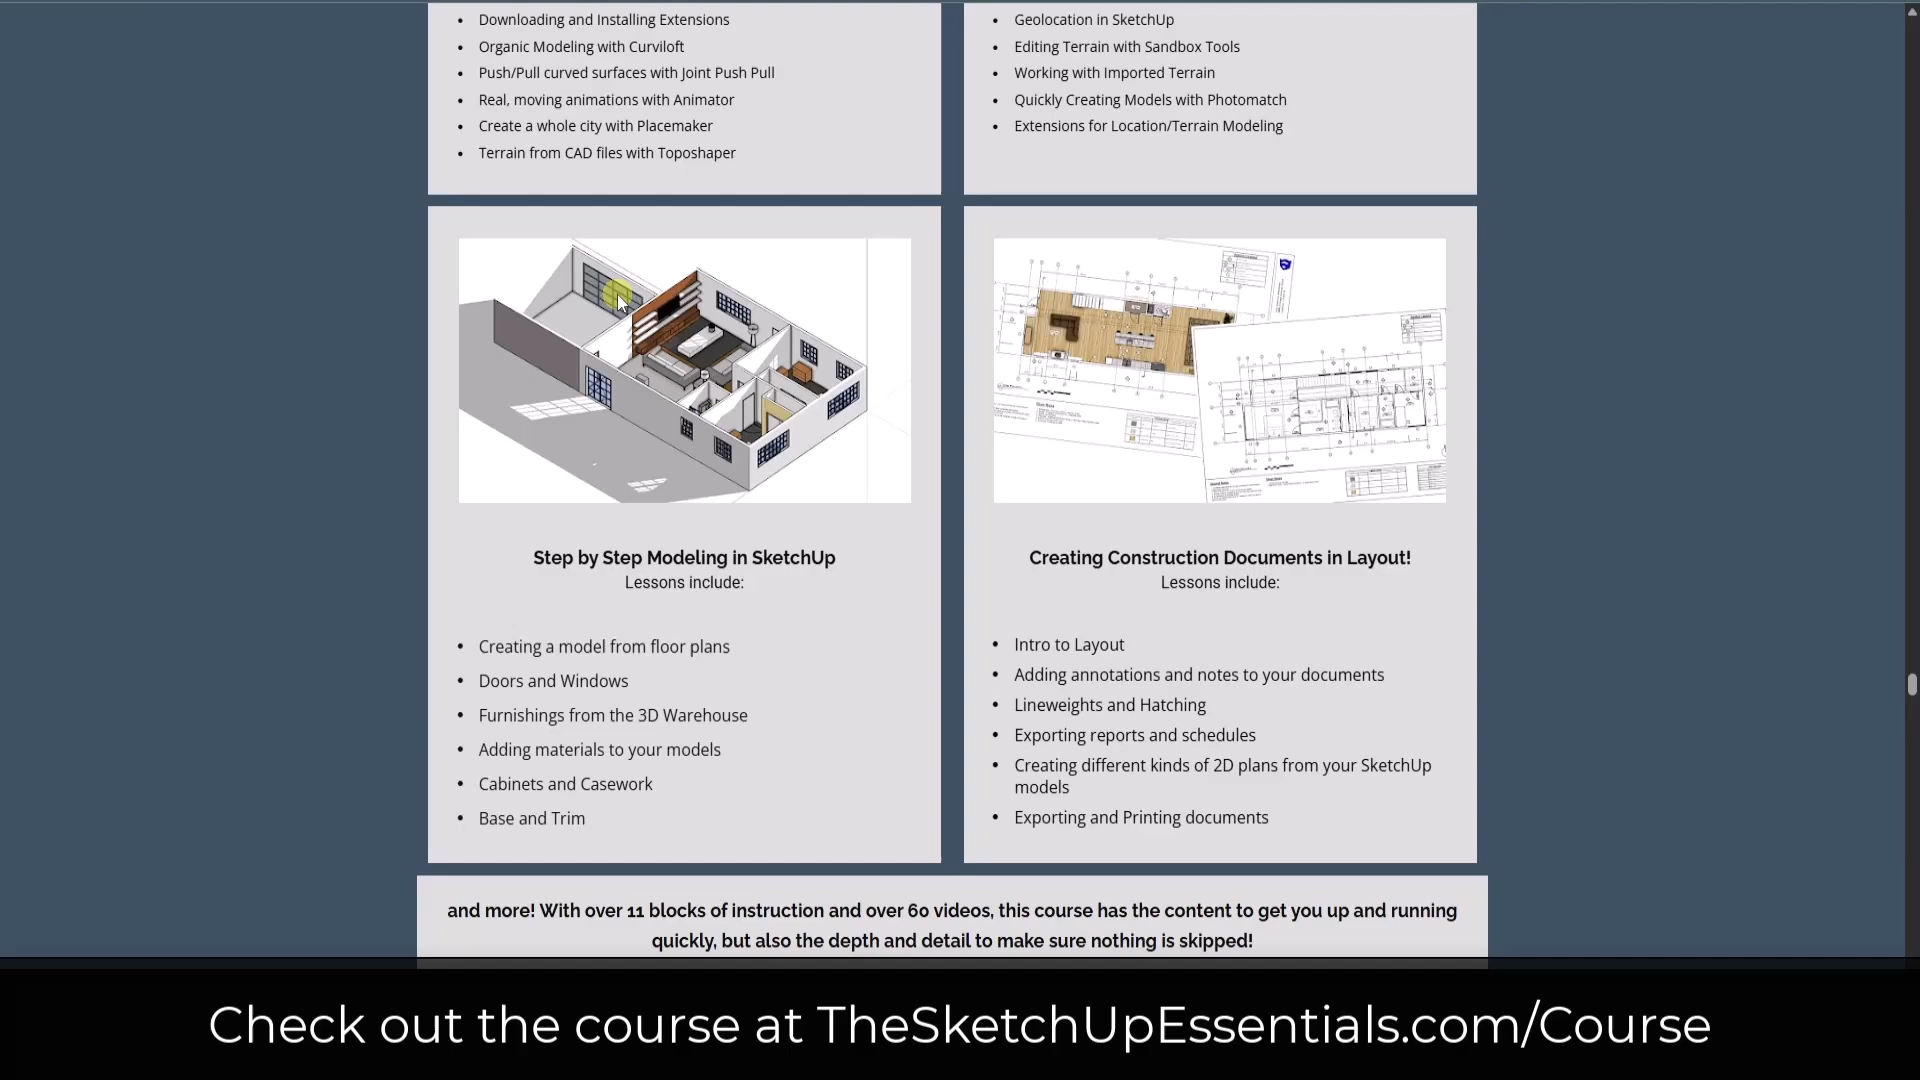 Downloading and Installing Extensions
Organic Modeling with Curviloft
Push/Pull curved surfaces with Joint Push Pull
Real, moving animations with Animator
Create a whole city with Placemaker
Terrain from CAD files with Toposhaper
Geolocation in SketchUp
Editing Terrain with Sandbox Tools
Working with Imported Terrain
Quickly Creating Models with Photomatch
Extensions for Location/Terrain Modeling
Step by Step Modeling in SketchUp
Lessons include:
Creating a model from floor plans
Doors and Windows
Furnishings from the 3D Warehouse
Adding materials to your models
Cabinets and Casework
Base and Trim
Creating Construction Documents in Layout!
Lessons include:
Intro to Layout
Adding annotations and notes to your documents
Lineweights and Hatching
Exporting reports and schedules
Creating different kinds of 2D plans from your SketchUp
models
Exporting and Printing documents
and more! With over 11 blocks of instruction and over 60 videos, this course has the content to get you up and running
quickly, but also the depth and detail to make sure nothing is skipped!
Check out the course at TheSketchUpEssentials.com/Course